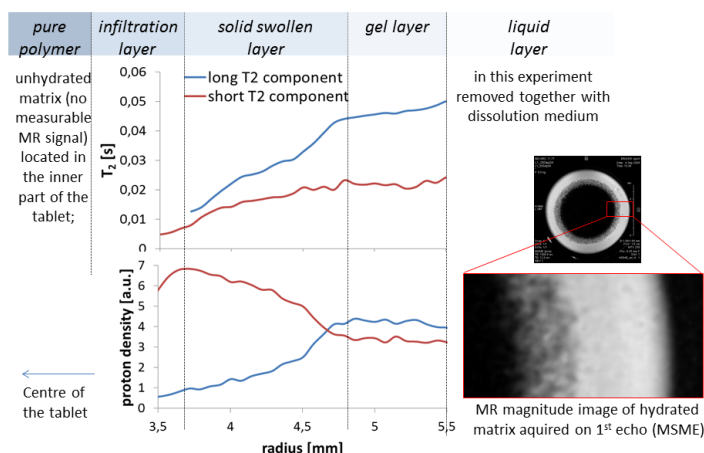 pure
polymer
infiltration
layer
solid swollen
layer
gel layer
liquid
layer
unhydrated
matrix (no
measurable
MR signal)
located in
the inner
part of the
tablet;
T2 [s]
0,06
0,05
0,04
0,03
0,02
0,01
0
long T2 component
short T2 component
in this experiment
removed together with
dissolution medium
proton density [a.u.]
7
6
5
4
3
2
1
0
3,5
4
4,5
5
5,5
radius [mm]
Centre of
the tablet
MR magnitude image of hydrated
matrix aquired on 1st echo (MSME)